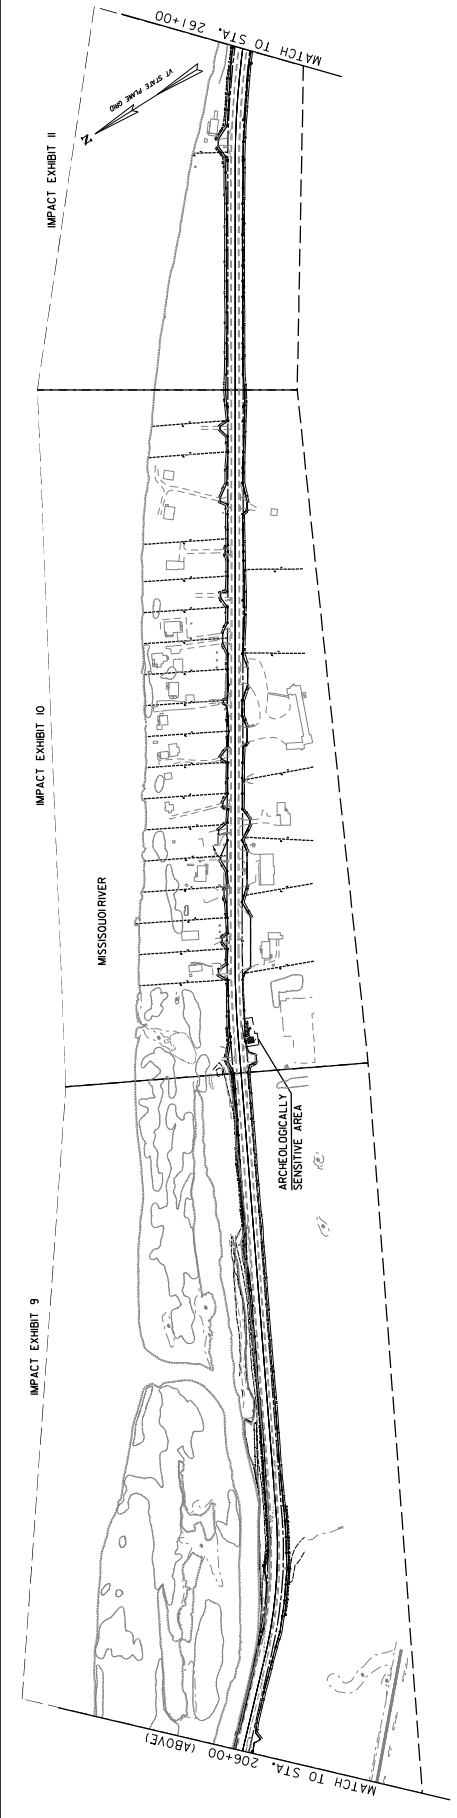 MATCH TO STA. 261+00
VT STATE PLANE GRID
N
IMPACT EXHIBIT 11
IMPACT EXHIBIT 10
MISSISQUOI RIVER
ARCHEOLOGICALLY
SENSITIVE AREA
IMPACT EXHIBIT 9
MATCH TO STA. 206+00 (ABOVE)